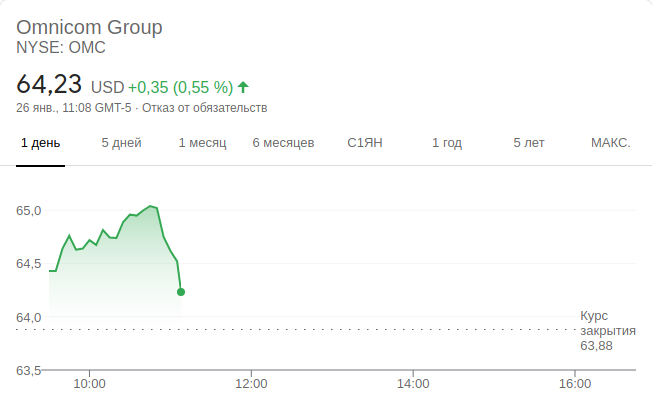 Omnicom Group
NYSE: OMC
64,23 USD +0,35 (0,55 %)
26 янв., 11:08 GMT-5 · Отказ от обязательств
1 день 5 дней 1 месяц 6 месяцев С1ЯН 1 год 5 лет МАКС.
65,0
64,5
64,0
Курс
закрытия
63,88
63,5
10:00 12:00 14:00 16:00